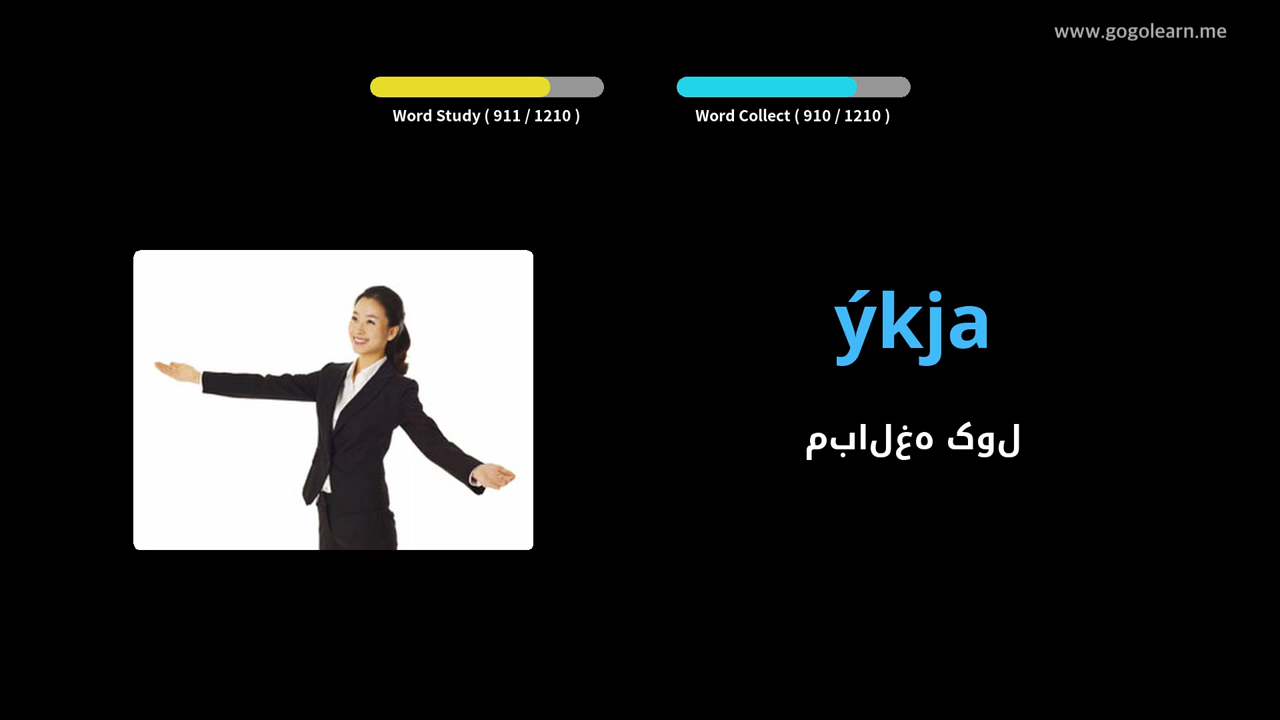 www.gogolearn.me
Word Study ( 911 / 1210 )
Word Collect ( 910 / 1210 )
ýkja
مبالغه کول